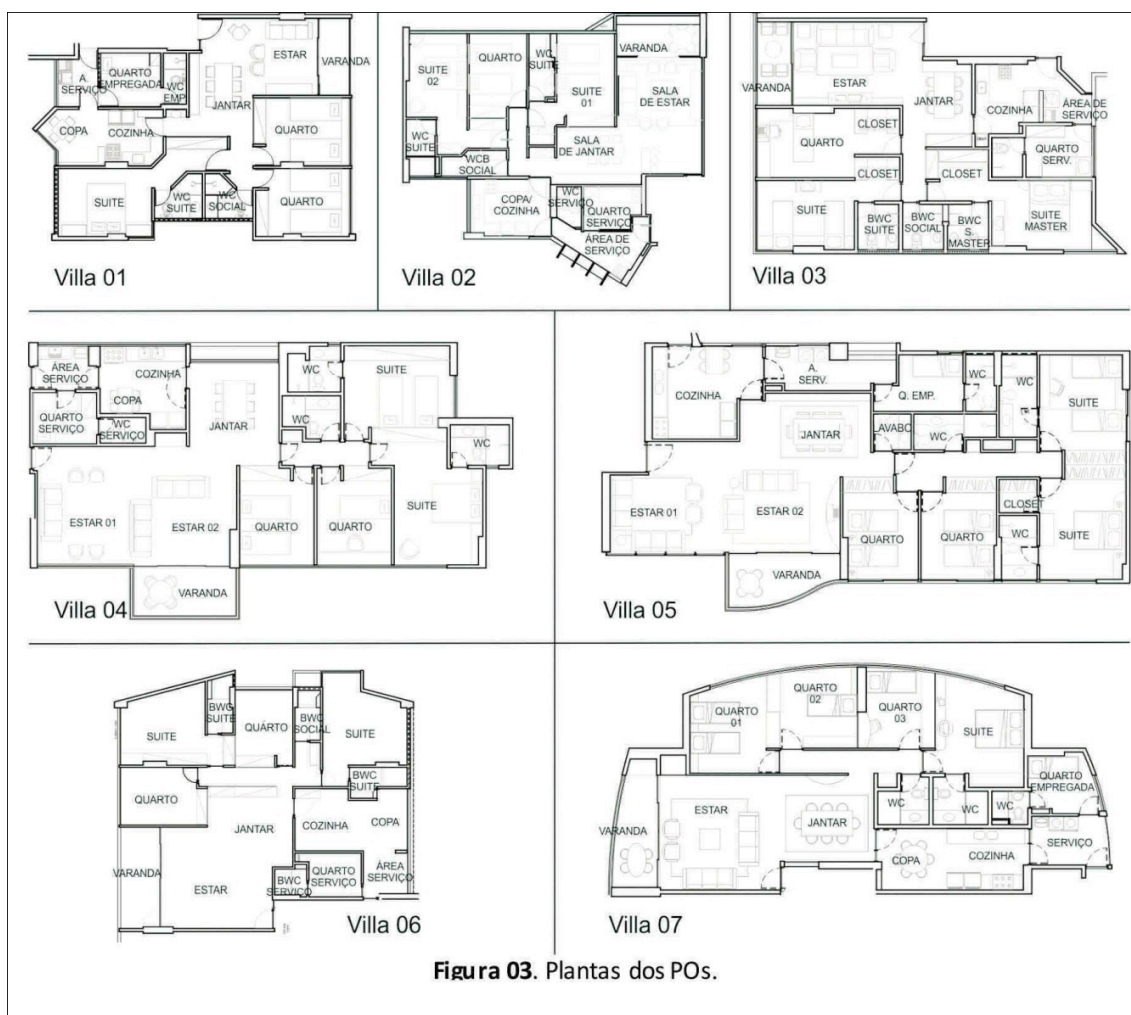 ESTAR
VARANDA
JANTAR
A.
SERVIÇO
QUARTO
EMPREGADA
WC
EMP
COPA
COZINHA
QUARTO
SUITE
WC
SUITE
WC
SOCIAL
QUARTO
Villa 01
SUITE
02
QUARTO
WC
SUITE
SUITE
01
VARANDA
SALA
DE ESTAR
WC
SUITE
SALA
DE JANTAR
WCB
SOCIAL
COPA/
COZINHA
WC
SERVIÇO
QUARTO
SERVIÇO
ÁREA DE
SERVIÇO
Villa 02
VARANDA
ESTAR
JANTAR
COZINHA
ÁREA DE
SERVIÇO
QUARTO
CLOSET
QUARTO
SERV.
CLOSET
CLOSET
SUITE
BWC
SUITE
BWC
SOCIAL
BWC
S.
MASTER
SUITE
MASTER
Villa 03
ÁREA
SERVIÇO
COZINHA
COPA
QUARTO
SERVIÇO
WC
SERVIÇO
JANTAR
WC
WC
SUITE
WC
ESTAR 01
ESTAR 02
QUARTO
QUARTO
SUITE
VARANDA
Villa 04
COZINHA
A.
SERV.
Q. EMP.
WC
WC
SUITE
JANTAR
AVABC
WC
ESTAR 01
ESTAR 02
QUARTO
QUARTO
CLOSET
WC
SUITE
VARANDA
Villa 05
SUITE
BWC
SUITE
QUARTO
BWC
SOCIAL
SUITE
BWC
SUITE
QUARTO
JANTAR
COZINHA
COPA
VARANDA
ESTAR
BWC
SERVIÇO
QUARTO
SERVIÇO
ÁREA
SERVIÇO
Villa 06
QUARTO
01
QUARTO
02
QUARTO
03
SUITE
QUARTO
EMPREGADA
VARANDA
ESTAR
JANTAR
WC
WC
WC
COPA
COZINHA
SERVIÇO
Villa 07
Figura 03. Plantas dos POs.